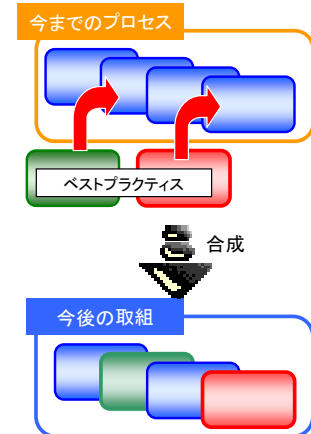 今までのプロセス
ベストプラクティス
合成
今後の取組